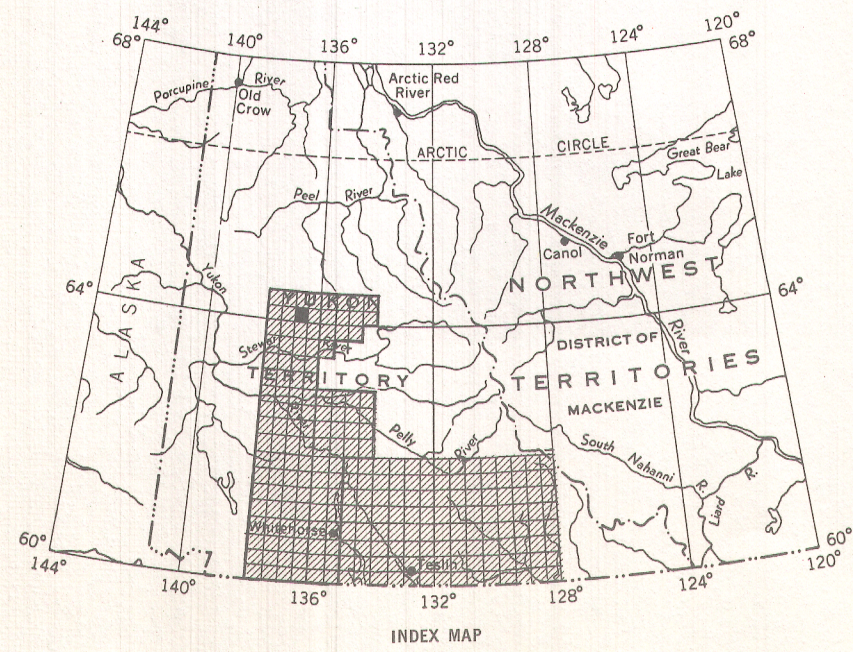 144°
140°
136°
132°
128°
124°
120°
68°
68°
Porcupine River
Old
Crow
Arctic Red
River
ARCTIC CIRCLE
Great Bear
Lake
Peel River
Mackenzie
Canol
Fort
Norman
NORTHWEST
Yukon
64°
64°
ALASKA
YUKON
Stewart River
River
DISTRICT OF
TERRITORY
TERRITORIES
MACKENZIE
Pelly
River
South Nahanni
R.
R.
Liard
Whitehorse
Teslin
60°
60°
144°
140°
136°
132°
128°
124°
120°
INDEX MAP